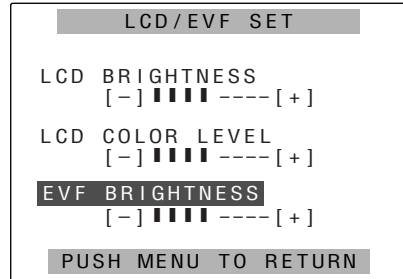 LCD/EVF SET
LCD BRIGHTNESS
[–]▮▮▮▮----[+]
LCD COLOR LEVEL
[–]▮▮▮▮----[+]
EVF BRIGHTNESS
[–]▮▮▮▮----[+]
PUSH MENU TO RETURN